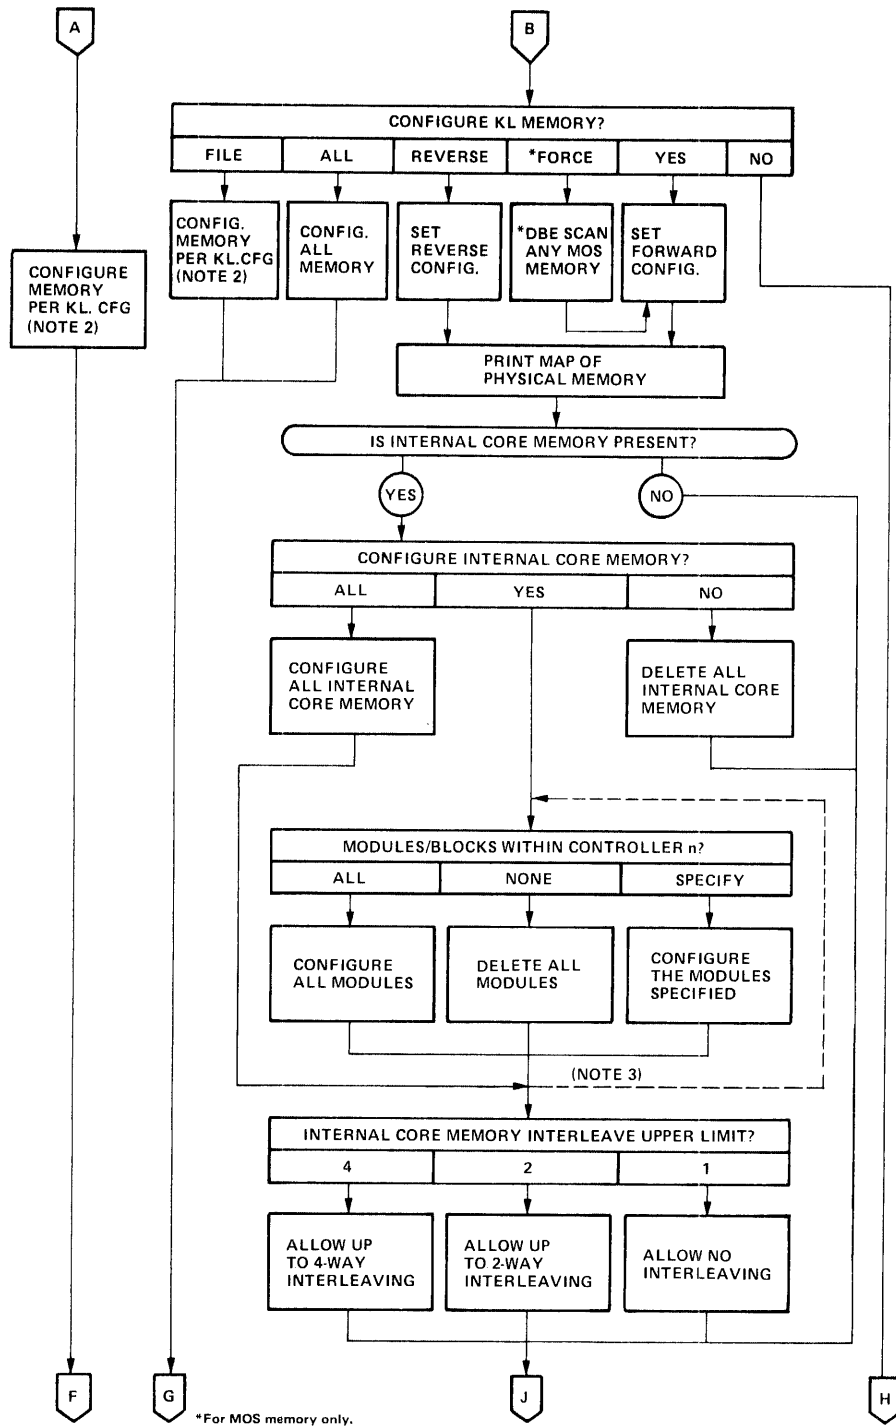 A
B
CONFIGURE KL MEMORY?
FILE
ALL
REVERSE
*FORCE
YES
NO
CONFIG.
MEMORY
PER KL.CFG
(NOTE 2)
CONFIG.
ALL
MEMORY
SET
REVERSE
CONFIG.
*DBE SCAN
ANY MOS
MEMORY
SET
FORWARD
CONFIG.
CONFIGURE
MEMORY
PER KL. CFG
(NOTE 2)
PRINT MAP OF
PHYSICAL MEMORY
IS INTERNAL CORE MEMORY PRESENT?
YES
NO
CONFIGURE INTERNAL CORE MEMORY?
ALL
YES
NO
CONFIGURE
ALL INTERNAL
CORE MEMORY
DELETE ALL
INTERNAL CORE
MEMORY
MODULES/BLOCKS WITHIN CONTROLLER n?
ALL
NONE
SPECIFY
CONFIGURE
ALL MODULES
DELETE ALL
MODULES
CONFIGURE
THE MODULES
SPECIFIED
(NOTE 3)
INTERNAL CORE MEMORY INTERLEAVE UPPER LIMIT?
4
2
1
ALLOW UP
TO 4-WAY
INTERLEAVING
ALLOW UP
TO 2-WAY
INTERLEAVING
ALLOW NO
INTERLEAVING
F
G
J
H
*For MOS memory only.